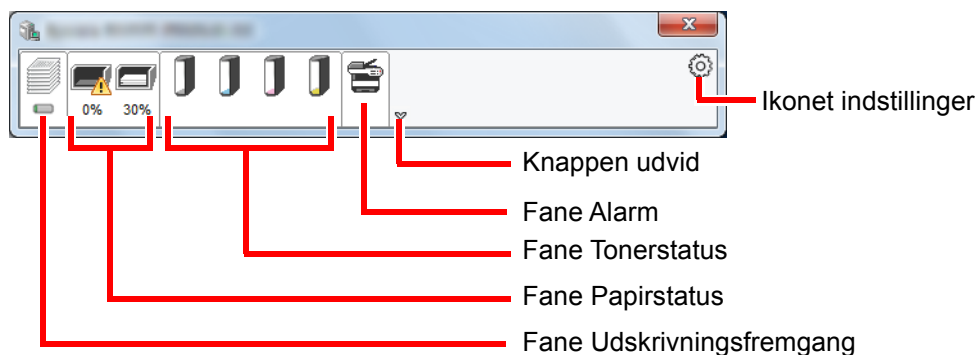 0% 30%
Ikonet indstillinger
Knappen udvid
Fane Alarm
Fane Tonerstatus
Fane Papirstatus
Fane Udskrivningsfremgang